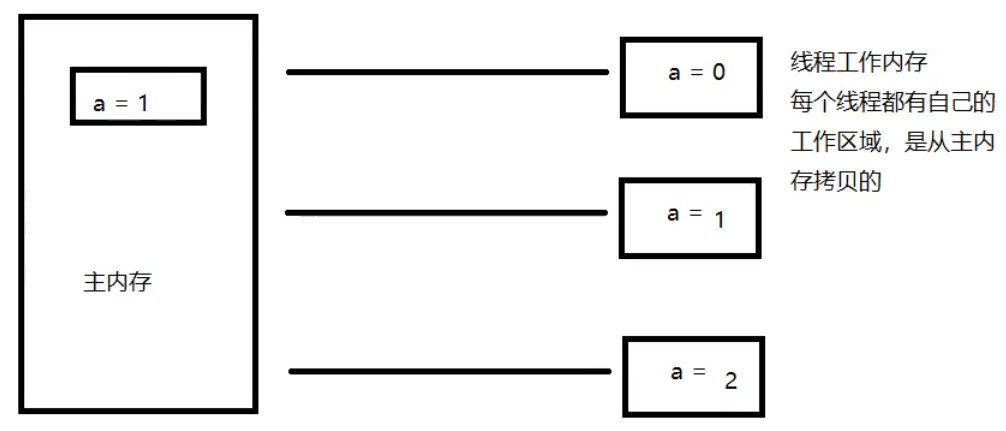 a = 1
主内存
a = 0
a = 1
a = 2
线程工作内存
每个线程都有自己的
工作区域，是从主内
存拷贝的